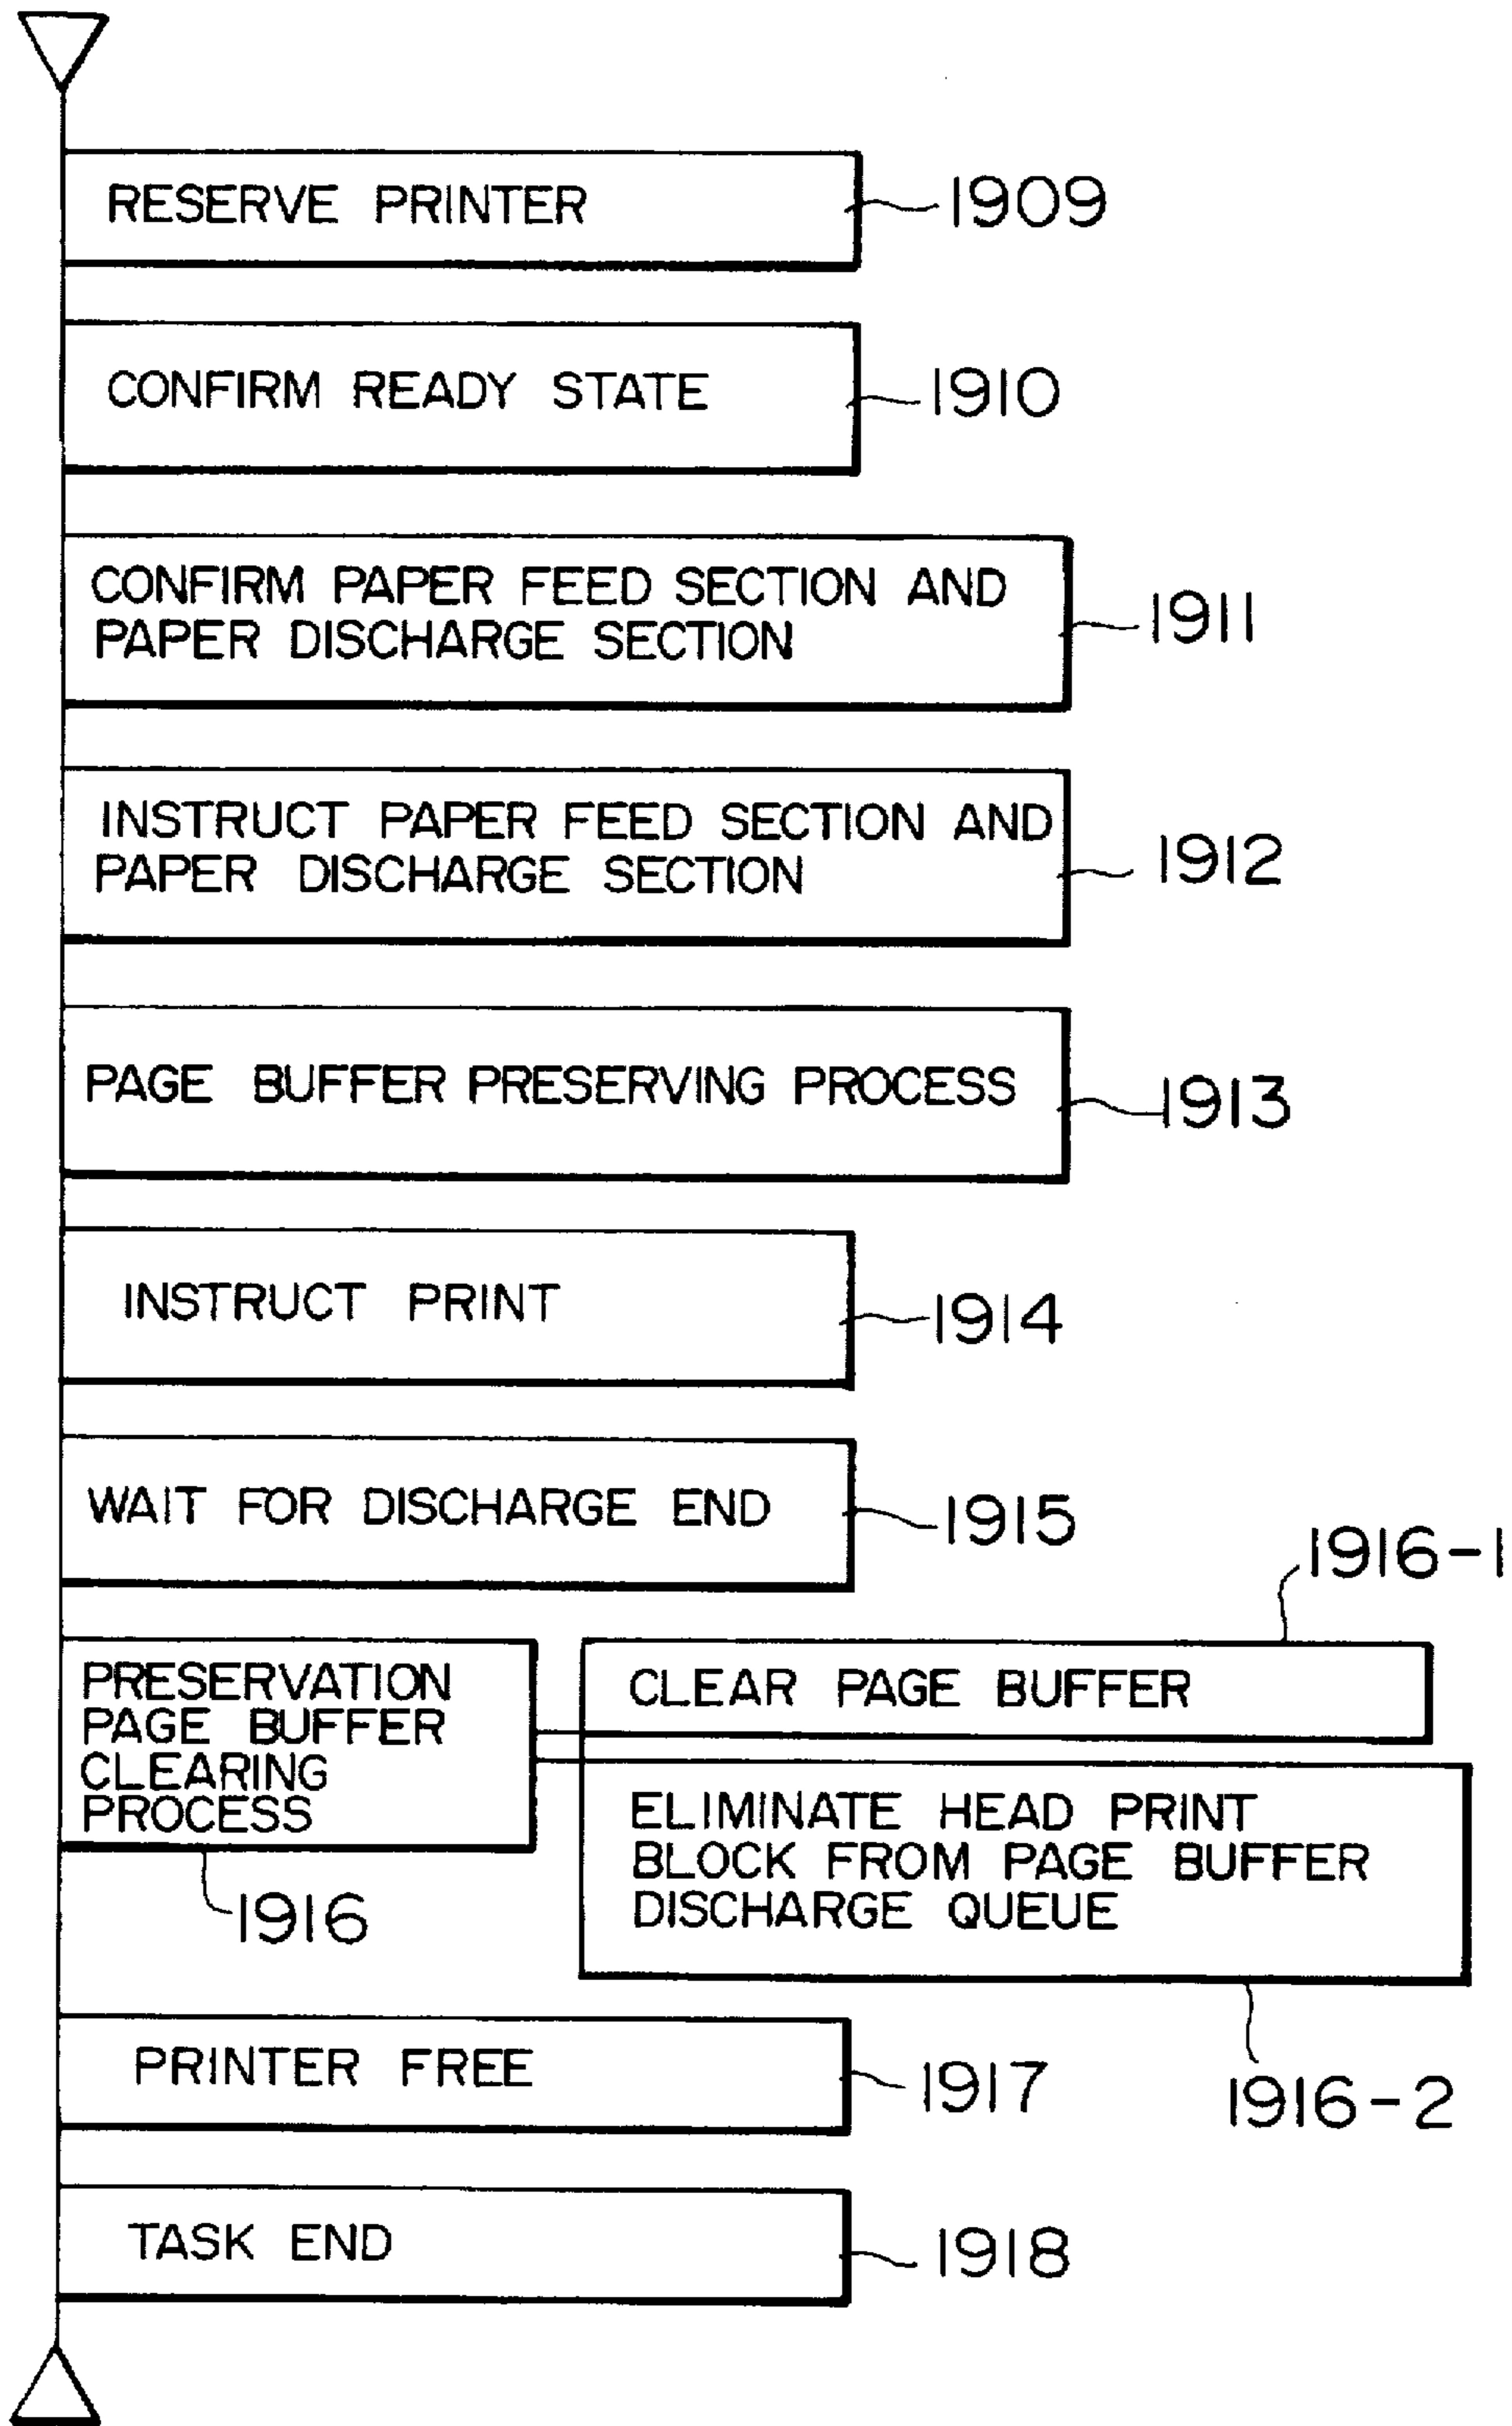 RESERVE PRINTER
1909
CONFIRM READY STATE
1910
CONFIRM PAPER FEED SECTION AND
PAPER DISCHARGE SECTION
1911
INSTRUCT PAPER FEED SECTION AND
PAPER DISCHARGE SECTION
1912
PAGE BUFFER PRESERVING PROCESS
1913
INSTRUCT PRINT
1914
WAIT FOR DISCHARGE END
1915
PRESERVATION
PAGE BUFFER
CLEARING
PROCESS
1916
1916-1
CLEAR PAGE BUFFER
ELIMINATE HEAD PRINT
BLOCK FROM PAGE BUFFER
DISCHARGE QUEUE
1916-2
PRINTER FREE
1917
TASK END
1918